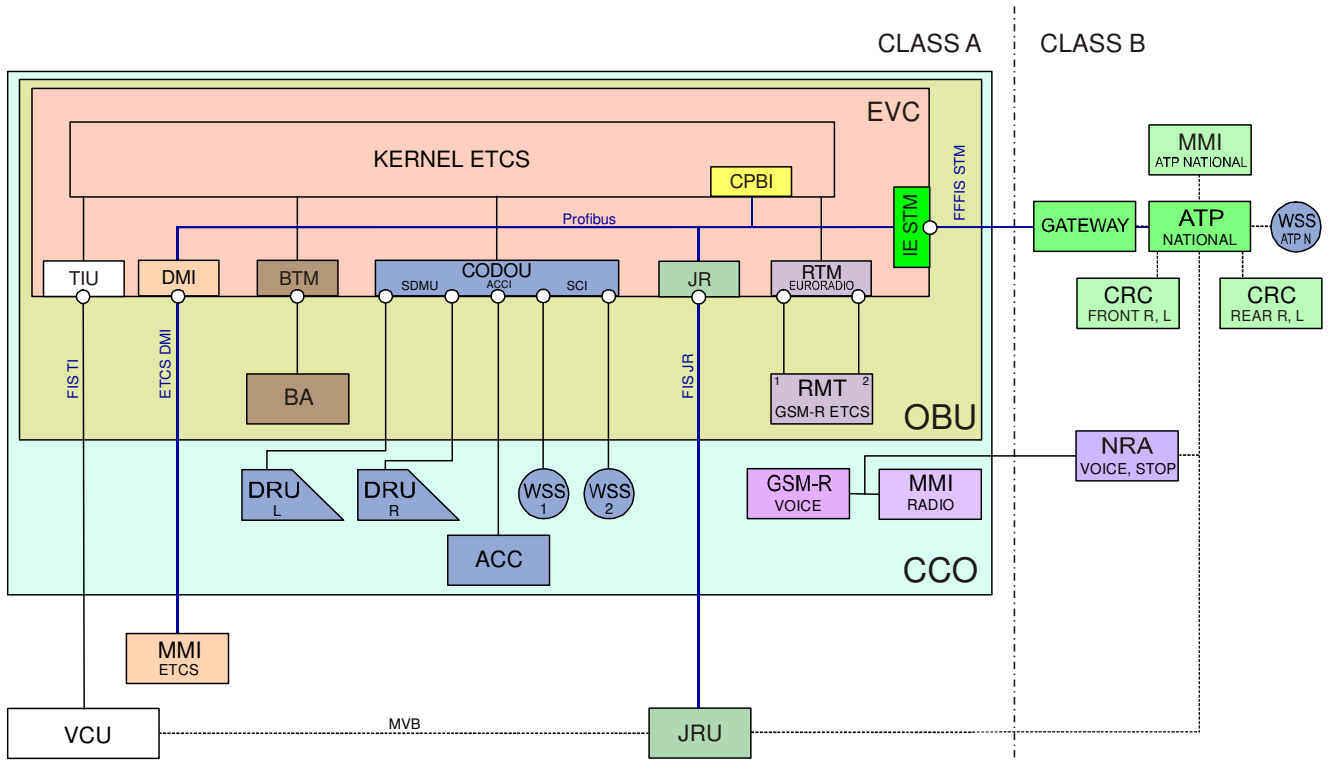 CLASS A
CLASS B
EVC
KERNEL ETCS
CPBI
MMI
ATP NATIONAL
Profibus
IE STM
FFFIS STM
GATEWAY
ATP
NATIONAL
WSS
ATP N
TIU
DMI
BTM
CODOU
SDMU
ACCI
SCI
JR
RTM
EURORADIO
CRC
FRONT R, L
CRC
REAR R, L
FIS TI
ETCS DMI
BA
FIS JR
1
2
RMT
GSM-R ETCS
OBU
NRA
VOICE, STOP
DRU
L
DRU
R
WSS
1
WSS
2
GSM-R
VOICE
MMI
RADIO
ACC
CCO
MMI
ETCS
VCU
MVB
JRU